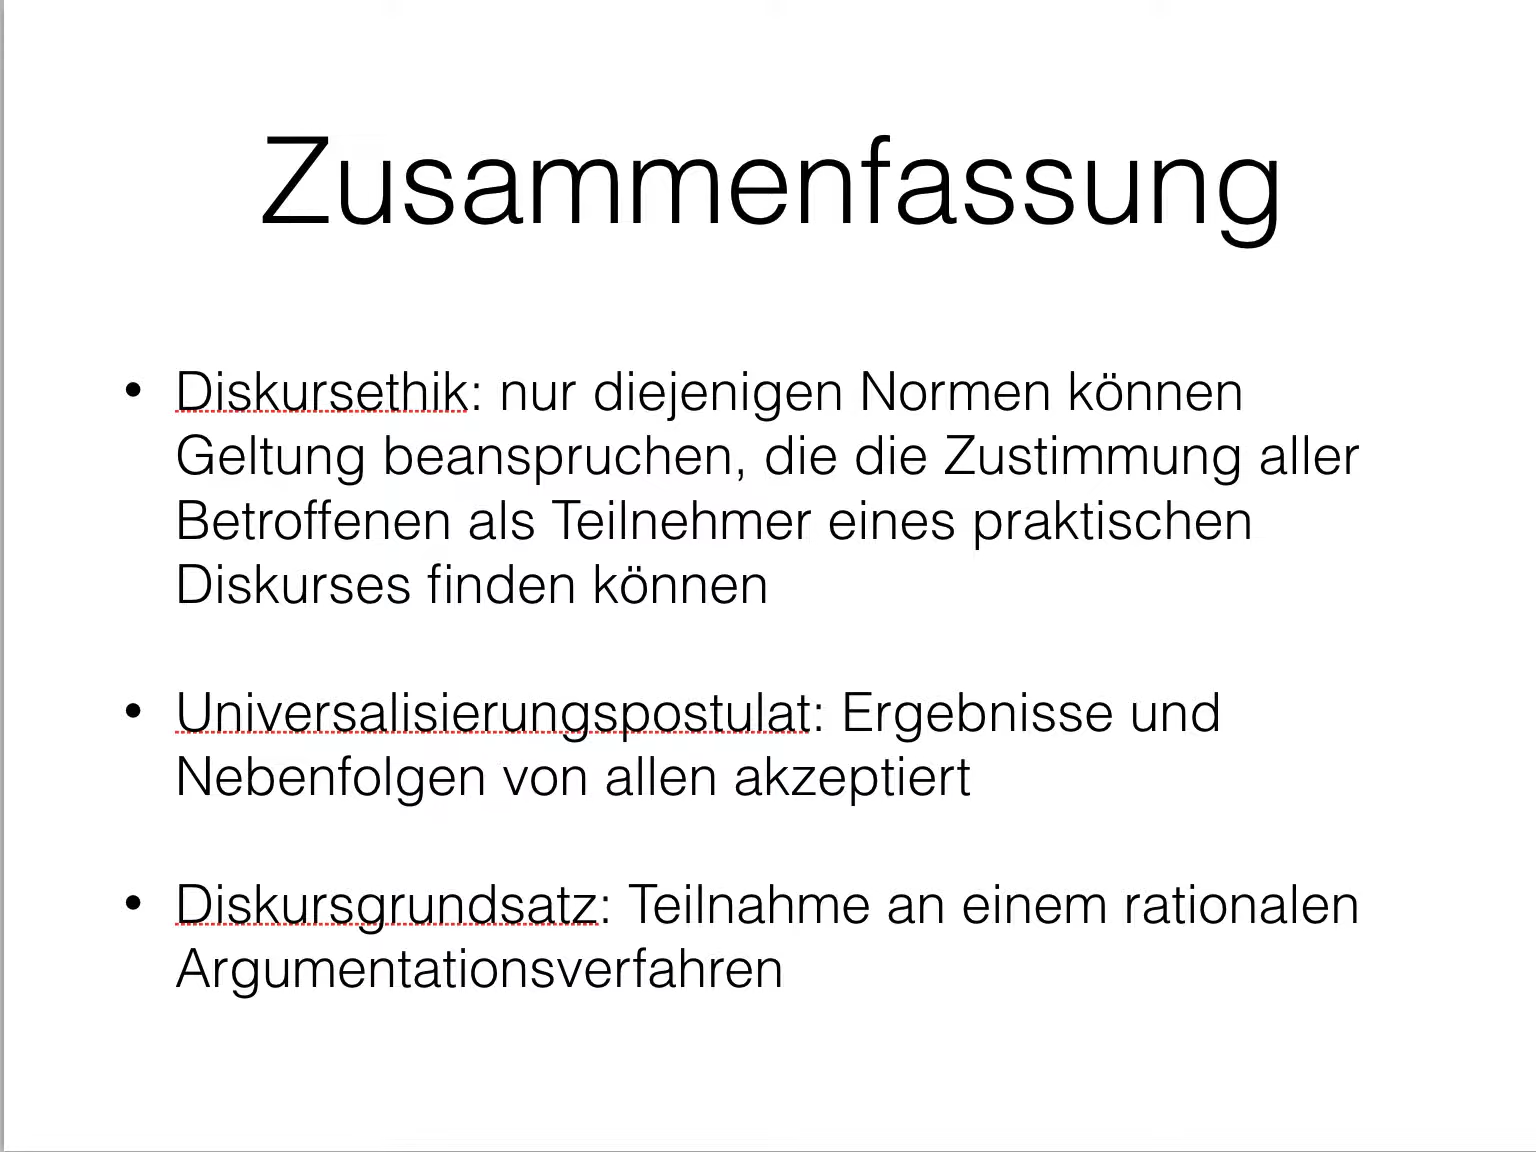 Zusammenfassung
• Diskursethik: nur diejenigen Normen können
Geltung beanspruchen, die die Zustimmung aller
Betroffenen als Teilnehmer eines praktischen
Diskurses finden können
• Universalisierungspostulat: Ergebnisse und
Nebenfolgen von allen akzeptiert
• Diskursgrundsatz: Teilnahme an einem rationalen
Argumentationsverfahren